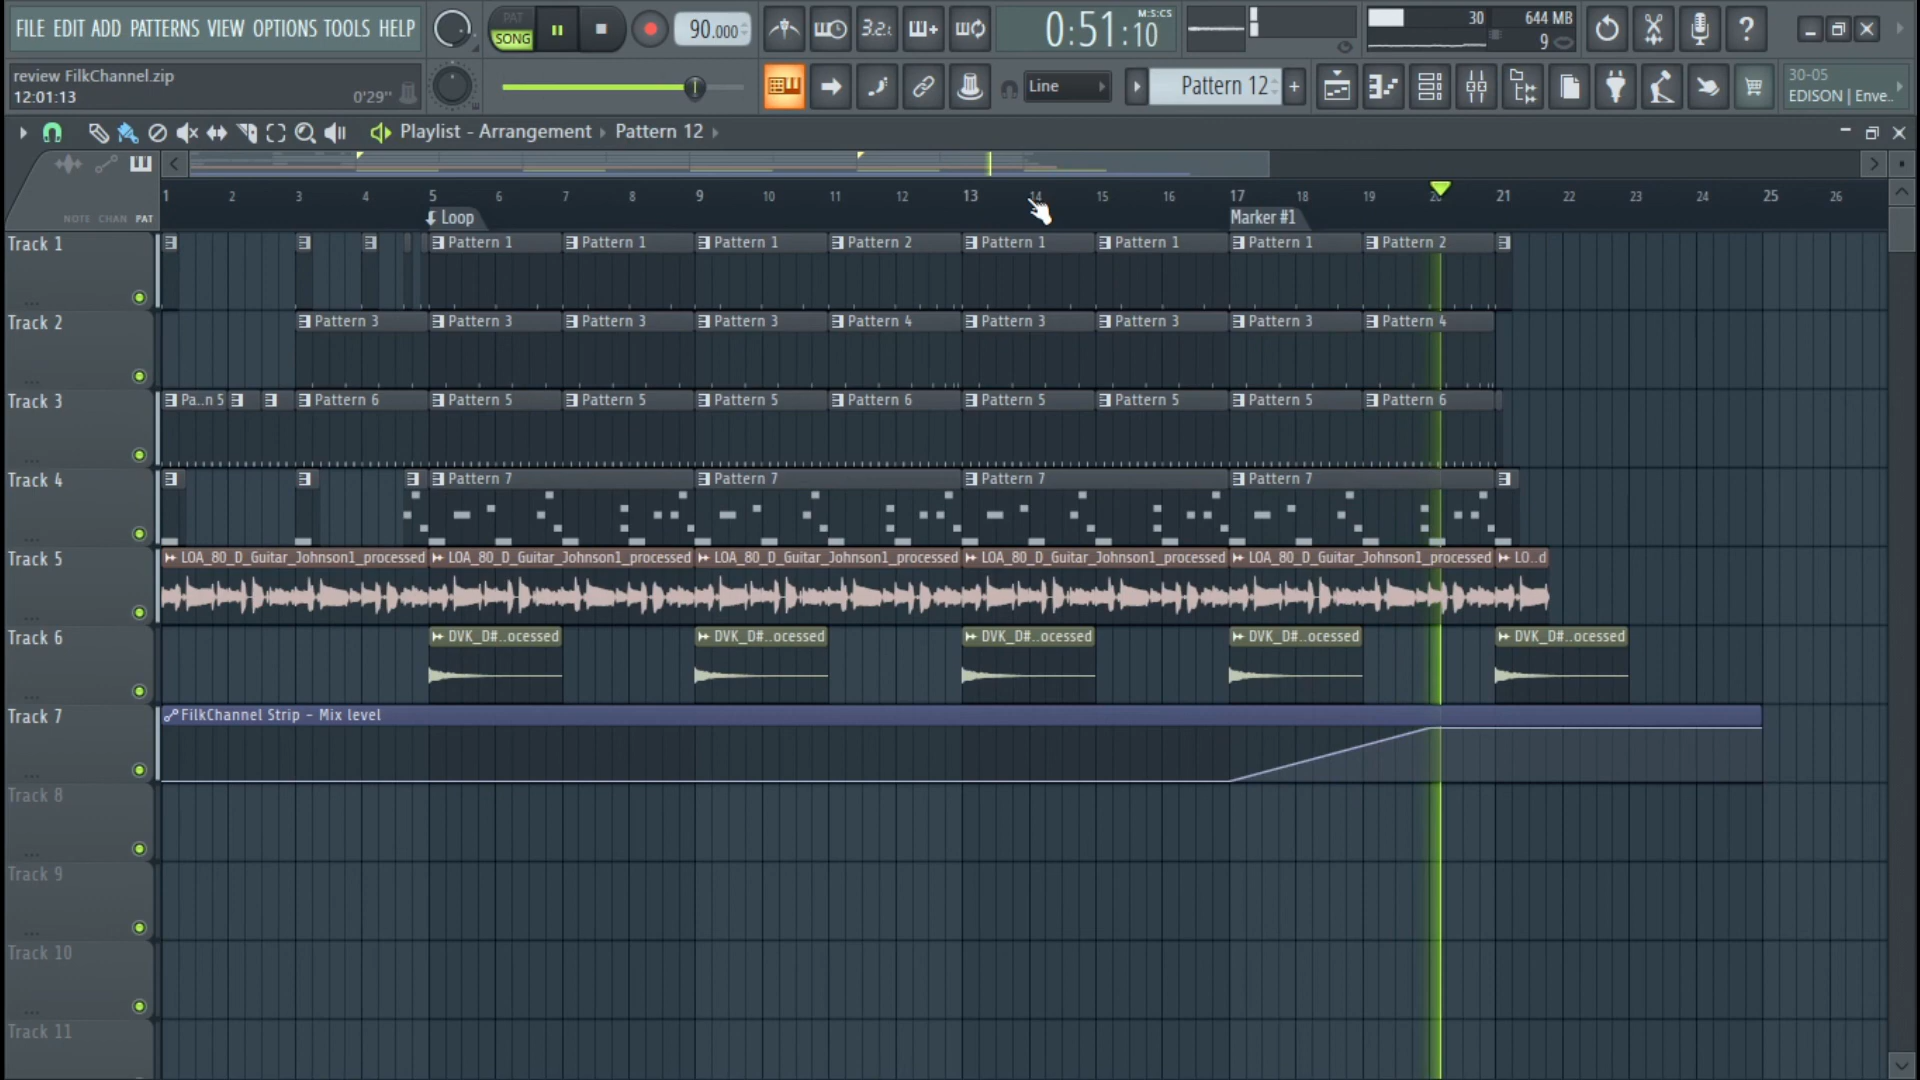 FILE EDIT ADD PATTERNS VIEW OPTIONS TOOLS HELP
PAT
SONG
90.000
3.2.
0:51:10
M:S:CS
30
644 MB
9
review FilkChannel.zip
12:01:13
0'29"
Line
Pattern 12
30-05
EDISON | Enve..
Playlist - Arrangement › Pattern 12 ›
NOTE CHAN PAT
1 2 3 4 5 6 7 8 9 10 11 12 13 14 15 16 17 18 19 20 21 22 23 24 25 26
Loop
Marker #1
Track 1
Pattern 1 Pattern 1 Pattern 1 Pattern 2 Pattern 1 Pattern 1 Pattern 1 Pattern 2
Track 2
Pattern 3 Pattern 3 Pattern 3 Pattern 3 Pattern 4 Pattern 3 Pattern 3 Pattern 3 Pattern 4
Track 3
Pa..n 5 Pattern 6 Pattern 5 Pattern 5 Pattern 5 Pattern 6 Pattern 5 Pattern 5 Pattern 5 Pattern 6
Track 4
Pattern 7 Pattern 7 Pattern 7 Pattern 7
Track 5
LOA_80_D_Guitar_Johnson1_processed LOA_80_D_Guitar_Johnson1_processed LOA_80_D_Guitar_Johnson1_processed LOA_80_D_Guitar_Johnson1_processed LOA_80_D_Guitar_Johnson1_processed LO..d
Track 6
DVK_D#..ocessed DVK_D#..ocessed DVK_D#..ocessed DVK_D#..ocessed DVK_D#..ocessed
Track 7
FilkChannel Strip - Mix level
Track 8
Track 9
Track 10
Track 11